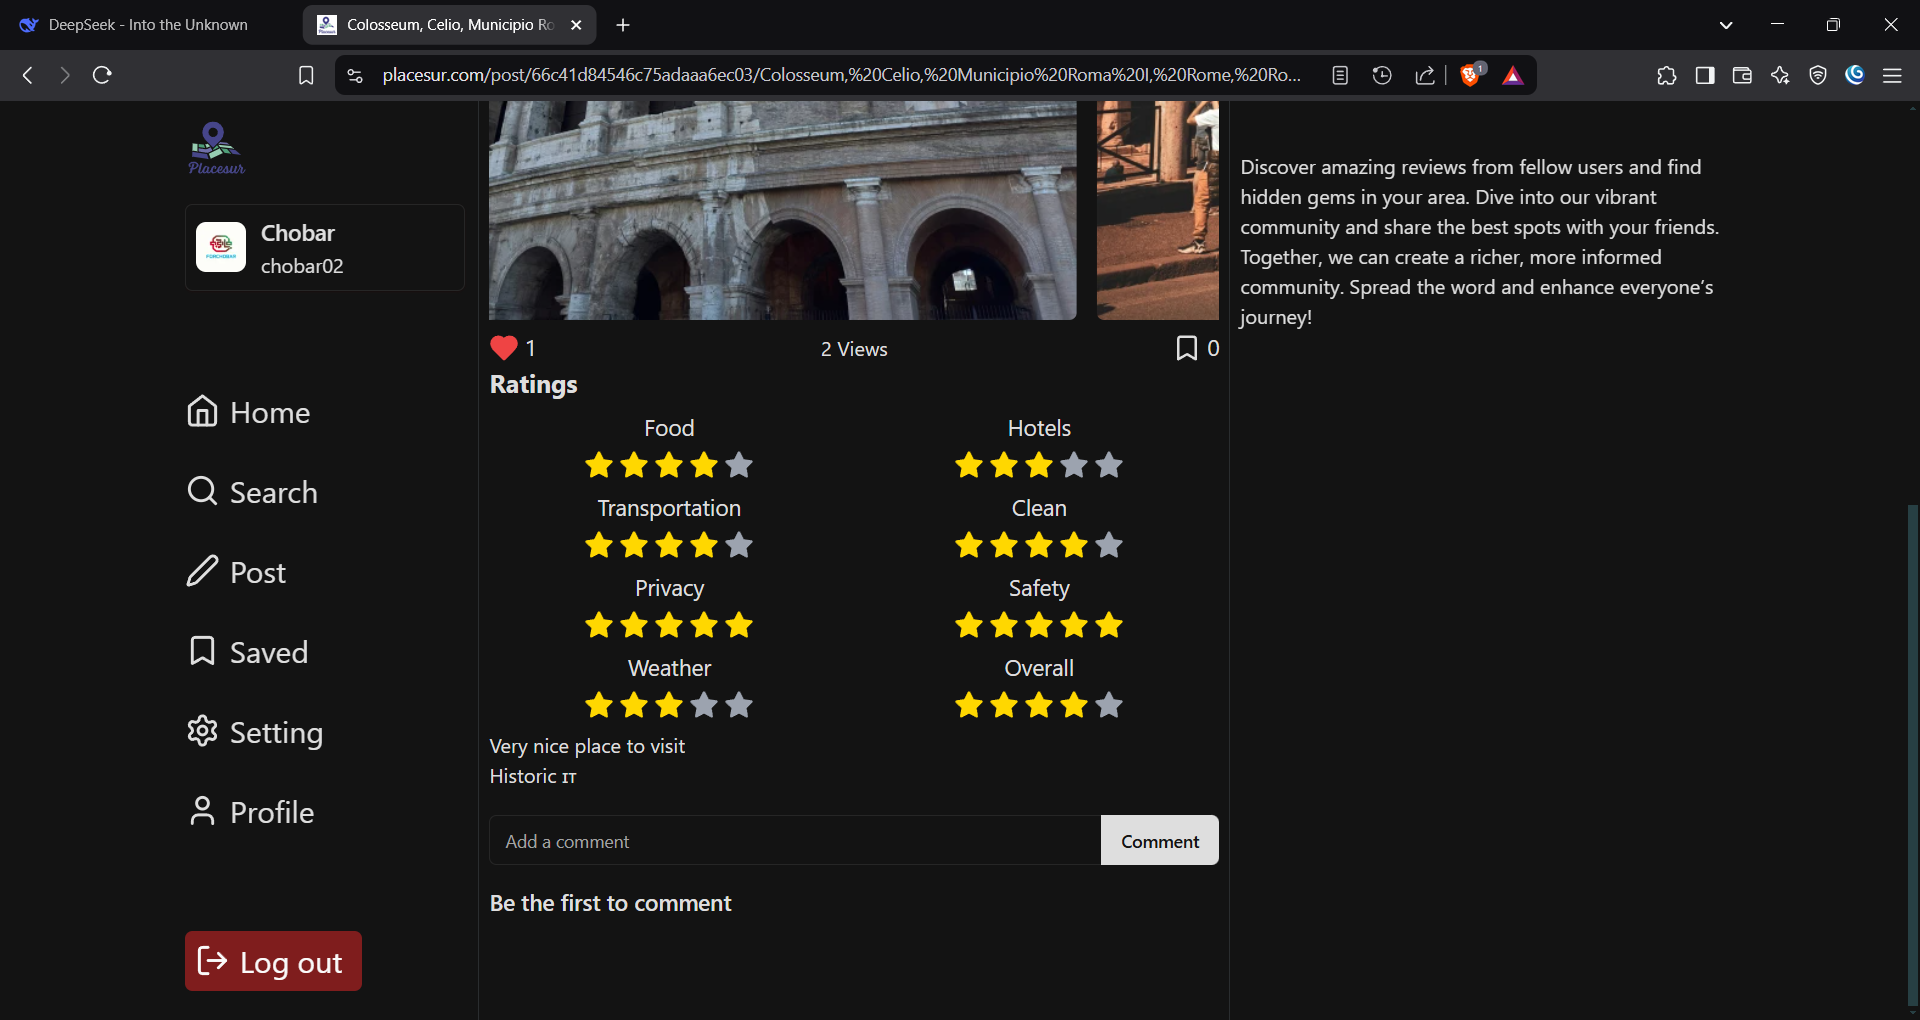 DeepSeek - Into the Unknown
Colosseum, Celio, Municipio Ro
placesur.com/post/66c41d84546c75adaaa6ec03/Colosseum,%20Celio,%20Municipio%20Roma%20I,%20Rome,%20Ro...
1
Placesur
FORCHOBAR
Chobar
chobar02
Home
Search
Post
Saved
Setting
Profile
Log out
1
2 Views
0
Ratings
Food
Hotels
Transportation
Clean
Privacy
Safety
Weather
Overall
Very nice place to visit
Historic IT
Add a comment
Comment
Be the first to comment
Discover amazing reviews from fellow users and find
hidden gems in your area. Dive into our vibrant
community and share the best spots with your friends.
Together, we can create a richer, more informed
community. Spread the word and enhance everyone’s
journey!